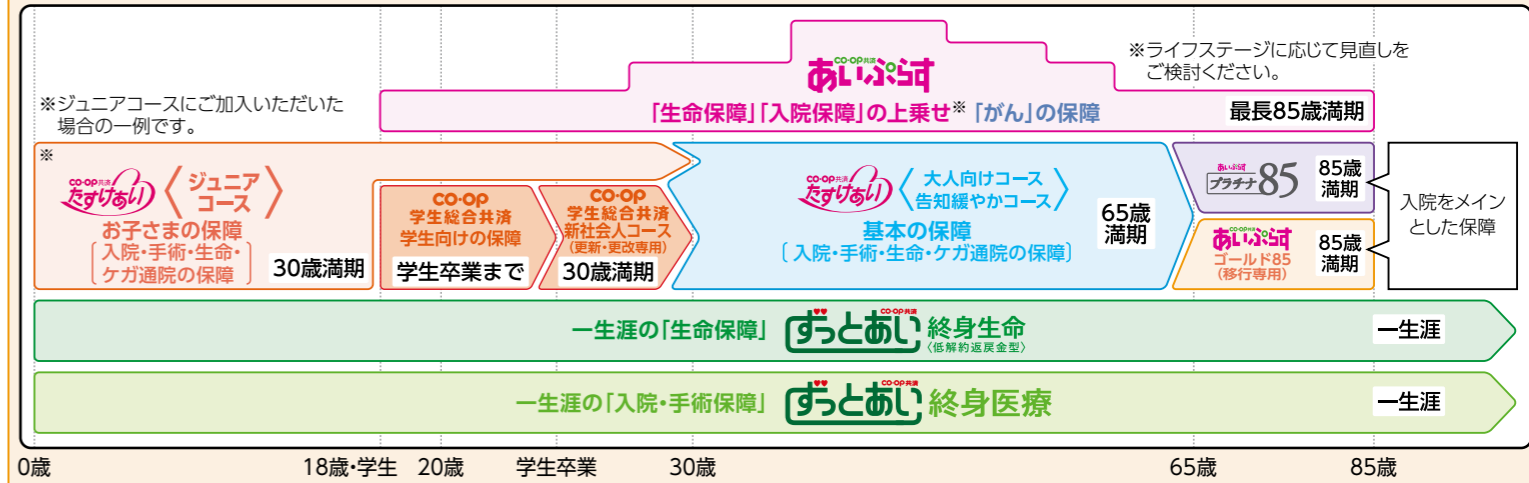 CO·OP共済
あいぷらす
※ライフステージに応じて見直しを
ご検討ください。
※ジュニアコースにご加入いただいた
場合の一例です。
「生命保障」「入院保障」の上乗せ※ 「がん」の保障
最長85歳満期
※
CO·OP共済
たすけあい
〈ジュニア
コース〉
お子さまの保障
〔入院・手術・生命・
ケガ通院の保障〕
30歳満期
CO·OP
学生総合共済
学生向けの保障
学生卒業まで
CO·OP
学生総合共済
新社会人コース
(更新・更改専用)
30歳満期
CO·OP共済
たすけあい
〈大人向けコース
告知緩やかコース〉
基本の保障
〔入院・手術・生命・ケガ通院の保障〕
65歳
満期
あいぷらす
プラチナ85
85歳
満期
CO·OP共済
あいぷらす
ゴールド85
(移行専用)
85歳
満期
入院をメイン
とした保障
一生涯の「生命保障」 CO·OP共済 ずっとあい 終身生命
〈低解約返戻金型〉
一生涯
一生涯の「入院・手術保障」 CO·OP共済 ずっとあい 終身医療
一生涯
0歳 18歳・学生 20歳 学生卒業 30歳 65歳 85歳